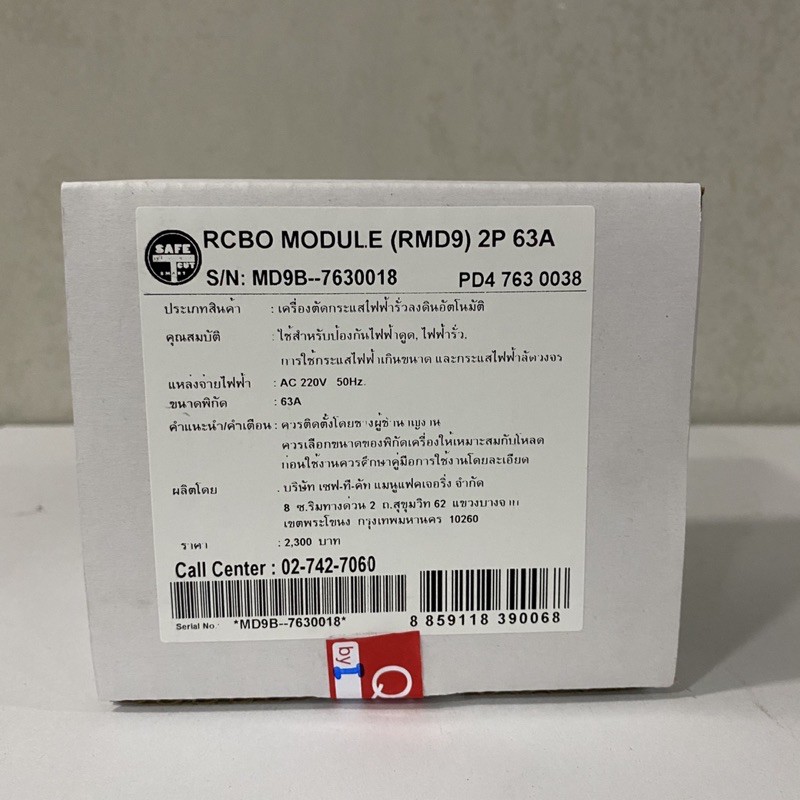 SAFE
T
CUT
RCBO MODULE (RMD9) 2P 63A
S/N: MD9B--7630018 PD4 763 0038
ประเภทสินค้า : เครื่องตัดกระแสไฟฟ้ารั่วลงดินอัตโนมัติ
คุณสมบัติ : ใช้สำหรับป้องกันไฟฟ้าดูด, ไฟฟ้ารั่ว,
การใช้กระแสไฟฟ้าเกินขนาด และกระแสไฟฟ้าลัดวงจร
แหล่งจ่ายไฟฟ้า : AC 220V 50Hz.
ขนาดพิกัด : 63A
คำแนะนำ/คำเตือน : ควรติดตั้งโดยช่างผู้ชำนาญงาน
ควรเลือกขนาดของพิกัดเครื่องให้เหมาะสมกับโหลด
ก่อนใช้งานควรศึกษาคู่มือการใช้งานโดยละเอียด
ผลิตโดย : บริษัท เซฟ-ที-คัท แมนูแฟคเจอริ่ง จำกัด
8 ซ.ริมทางด่วน 2 ถ.สุขุมวิท 62 แขวงบางจาก
เขตพระโขนง กรุงเทพมหานคร 10260
ราคา : 2,300 บาท
Call Center : 02-742-7060
Serial No. *MD9B--7630018* 8 859118 390068
by
Q